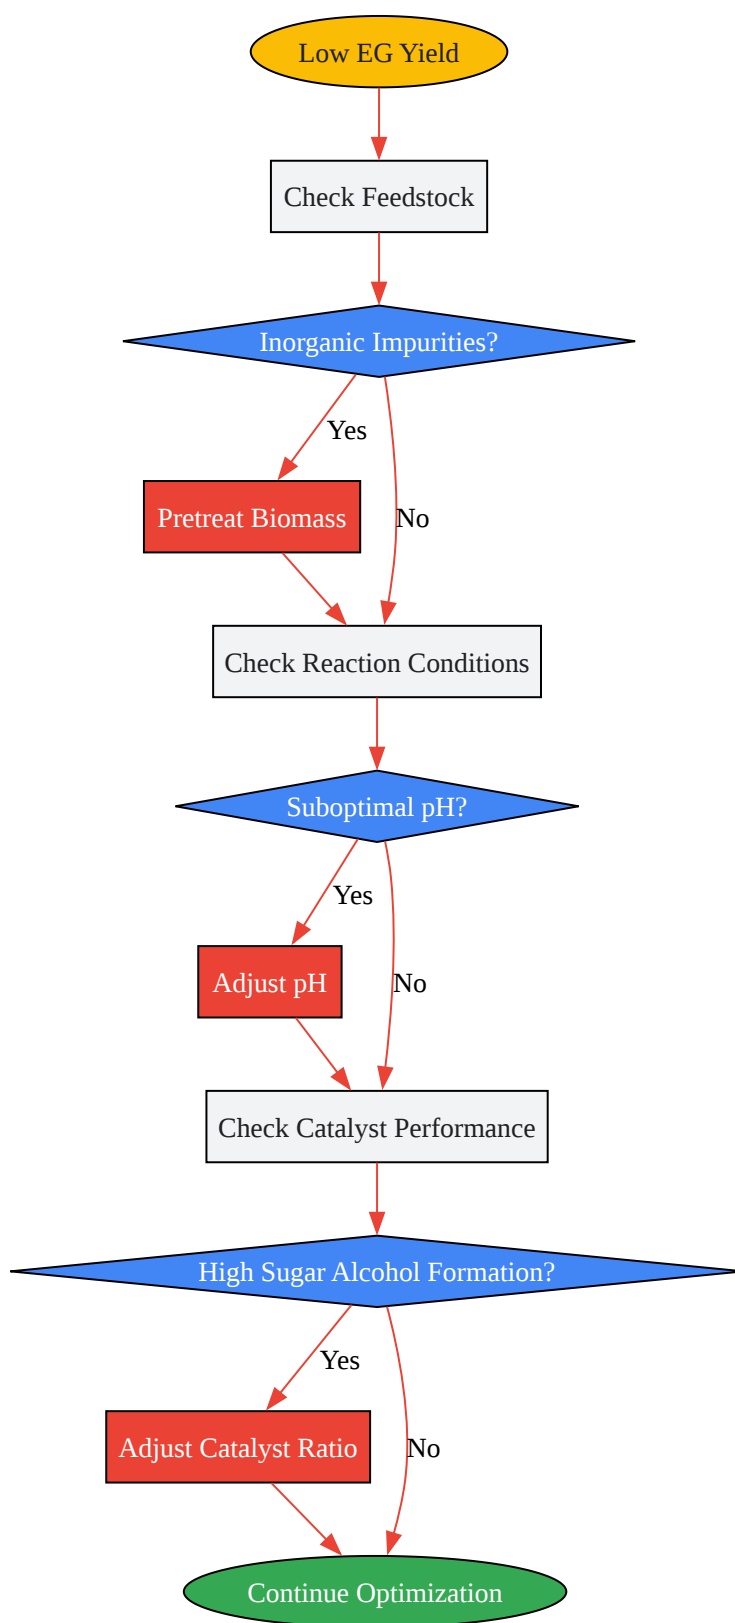 Low EG Yield
Check Feedstock
Inorganic Impurities?
Yes
Pretreat Biomass
No
Check Reaction Conditions
Suboptimal pH?
Yes
Adjust pH
No
Check Catalyst Performance
High Sugar Alcohol Formation?
Yes
Adjust Catalyst Ratio
No
Continue Optimization